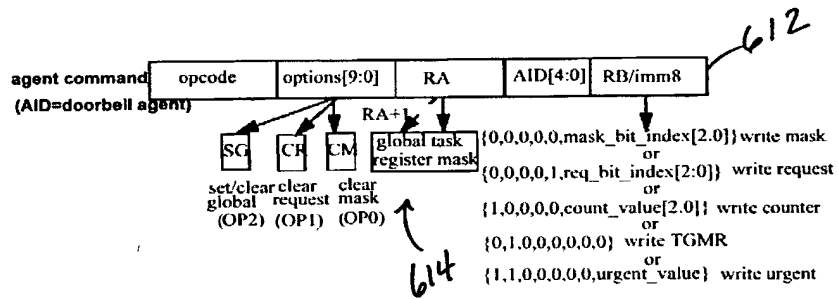 612
agent command opcode options[9:0] RA AID[4:0] RB/imm8
(AID=doorbell agent)
RA+1
SG CR CM global task
register mask
set/clear clear clear
global request mask
(OP2) (OP1) (OP0)
614
{0,0,0,0,0,mask_bit_index[2.0]} write mask
or
{0,0,0,0,1,req_bit_index[2:0]} write request
or
{1,0,0,0,0,count_value[2.0]} write counter
or
{0,1,0,0,0,0,0,0} write TGMR
or
{1,1,0,0,0,0,0,urgent_value} write urgent